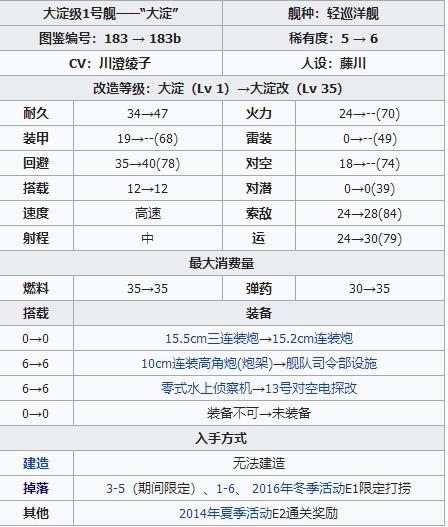 大淀级1号舰——“大淀” 舰种：轻巡洋舰
图鉴编号：183 → 183b 稀有度：5 → 6
CV：川澄绫子 人设：藤川
改造等级：大淀（Lv 1）→大淀改（Lv 35）
耐久 34→47 火力 24→--(70)
装甲 19→--(68) 雷装 0→--(49)
回避 35→40(78) 对空 18→--(74)
搭载 12→12 对潜 0→0(39)
速度 高速 索敌 24→28(84)
射程 中 运 24→30(79)
最大消费量
燃料 35→35 弹药 30→35
搭载 装备
0→0 15.5cm三连装炮→15.2cm连装炮
6→6 10cm连装高角炮(炮架)→舰队司令部设施
6→6 零式水上侦察机→13号对空电探改
0→0 装备不可→未装备
入手方式
建造 无法建造
掉落 3-5（期间限定）、1-6、 2016年冬季活动E1限定打捞
其他 2014年夏季活动E2通关奖励